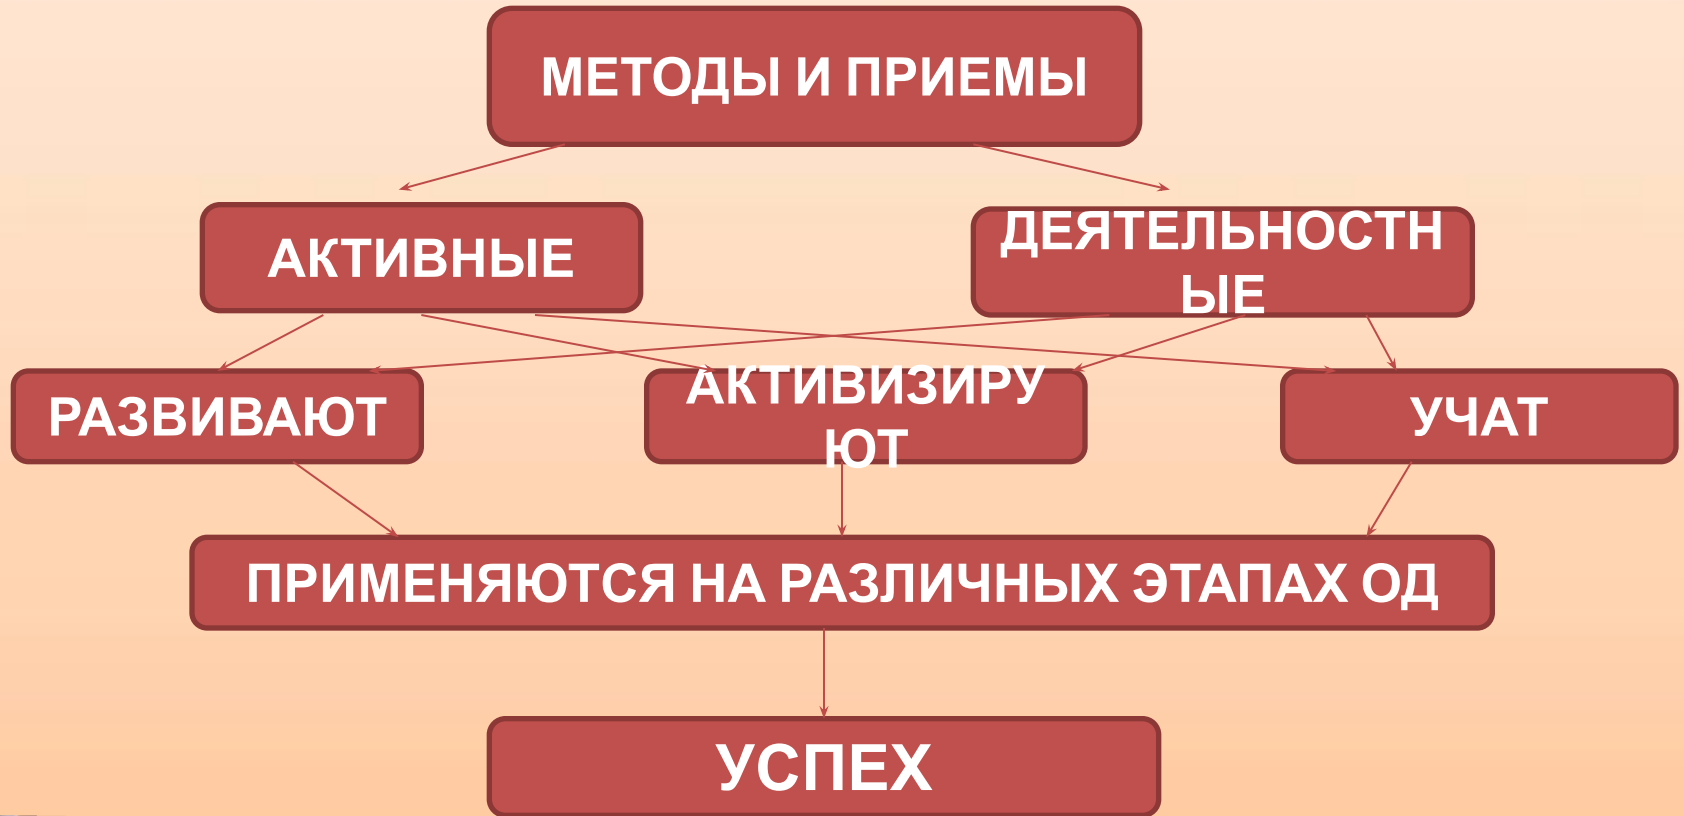 МЕТОДЫ И ПРИЕМЫ
АКТИВНЫЕ
ДЕЯТЕЛЬНОСТН
ЫЕ
РАЗВИВАЮТ
АКТИВИЗИРУ
ЮТ
УЧАТ
ПРИМЕНЯЮТСЯ НА РАЗЛИЧНЫХ ЭТАПАХ ОД
УСПЕХ